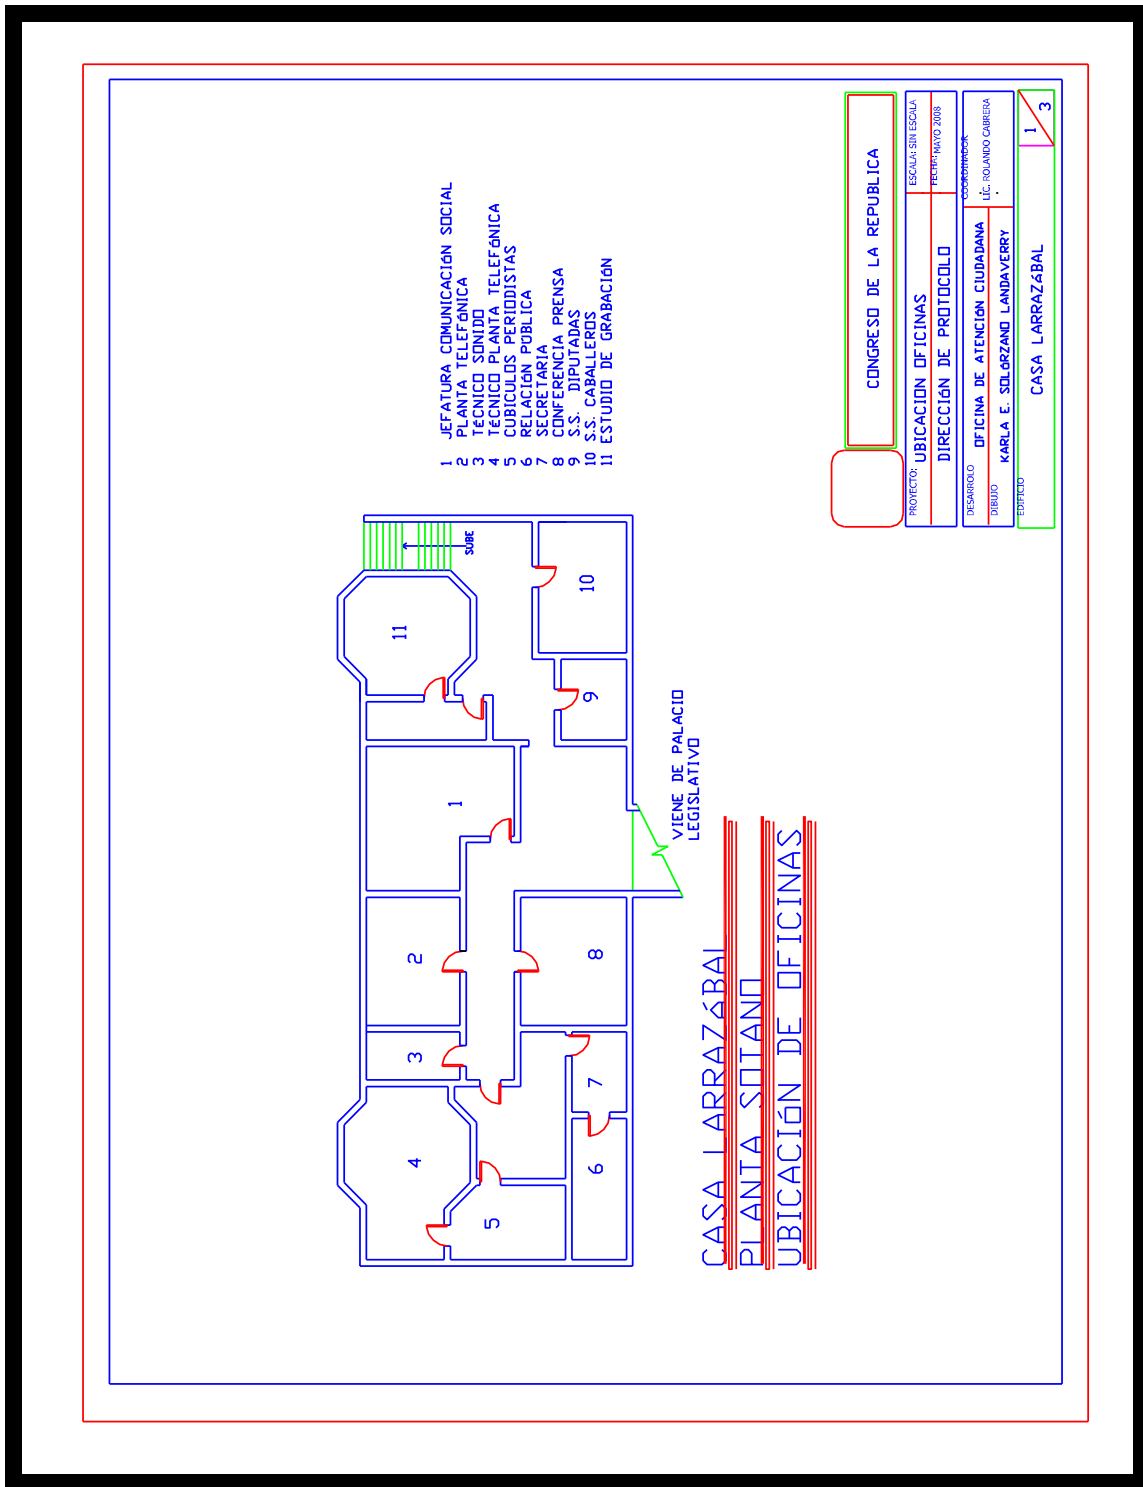 1 JEFATURA COMUNICACIÓN SOCIAL
2 PLANTA TELEFÓNICA
3 TÉCNICO SONIDO
4 TÉCNICO PLANTA TELEFÓNICA
5 CUBICULOS PERIODISTAS
6 RELACIÓN PÚBLICA
7 SECRETARIA
8 CONFERENCIA PRENSA
9 S.S. DIPUTADAS
10 S.S. CABALLEROS
11 ESTUDIO DE GRABACIÓN
SUBE
11
10
9
1
2
8
3
7
4
6
5
VIENE DE PALACIO
LEGISLATIVO
CASA LARRAZÁBAL
PLANTA SOTANO
UBICACIÓN DE OFICINAS
CONGRESO DE LA REPUBLICA
PROYECTO: UBICACION OFICINAS
DIRECCIÓN DE PROTOCOLO
ESCALA: SIN ESCALA
FECHA: MAYO 2008
DESARROLO OFICINA DE ATENCIÓN CIUDADANA
DIBUJO KARLA E. SOLÓRZANO LANDAVERRY
COORDINADOR
LIC. ROLANDO CABRERA
EDIFICIO
CASA LARRAZÁBAL
1
3